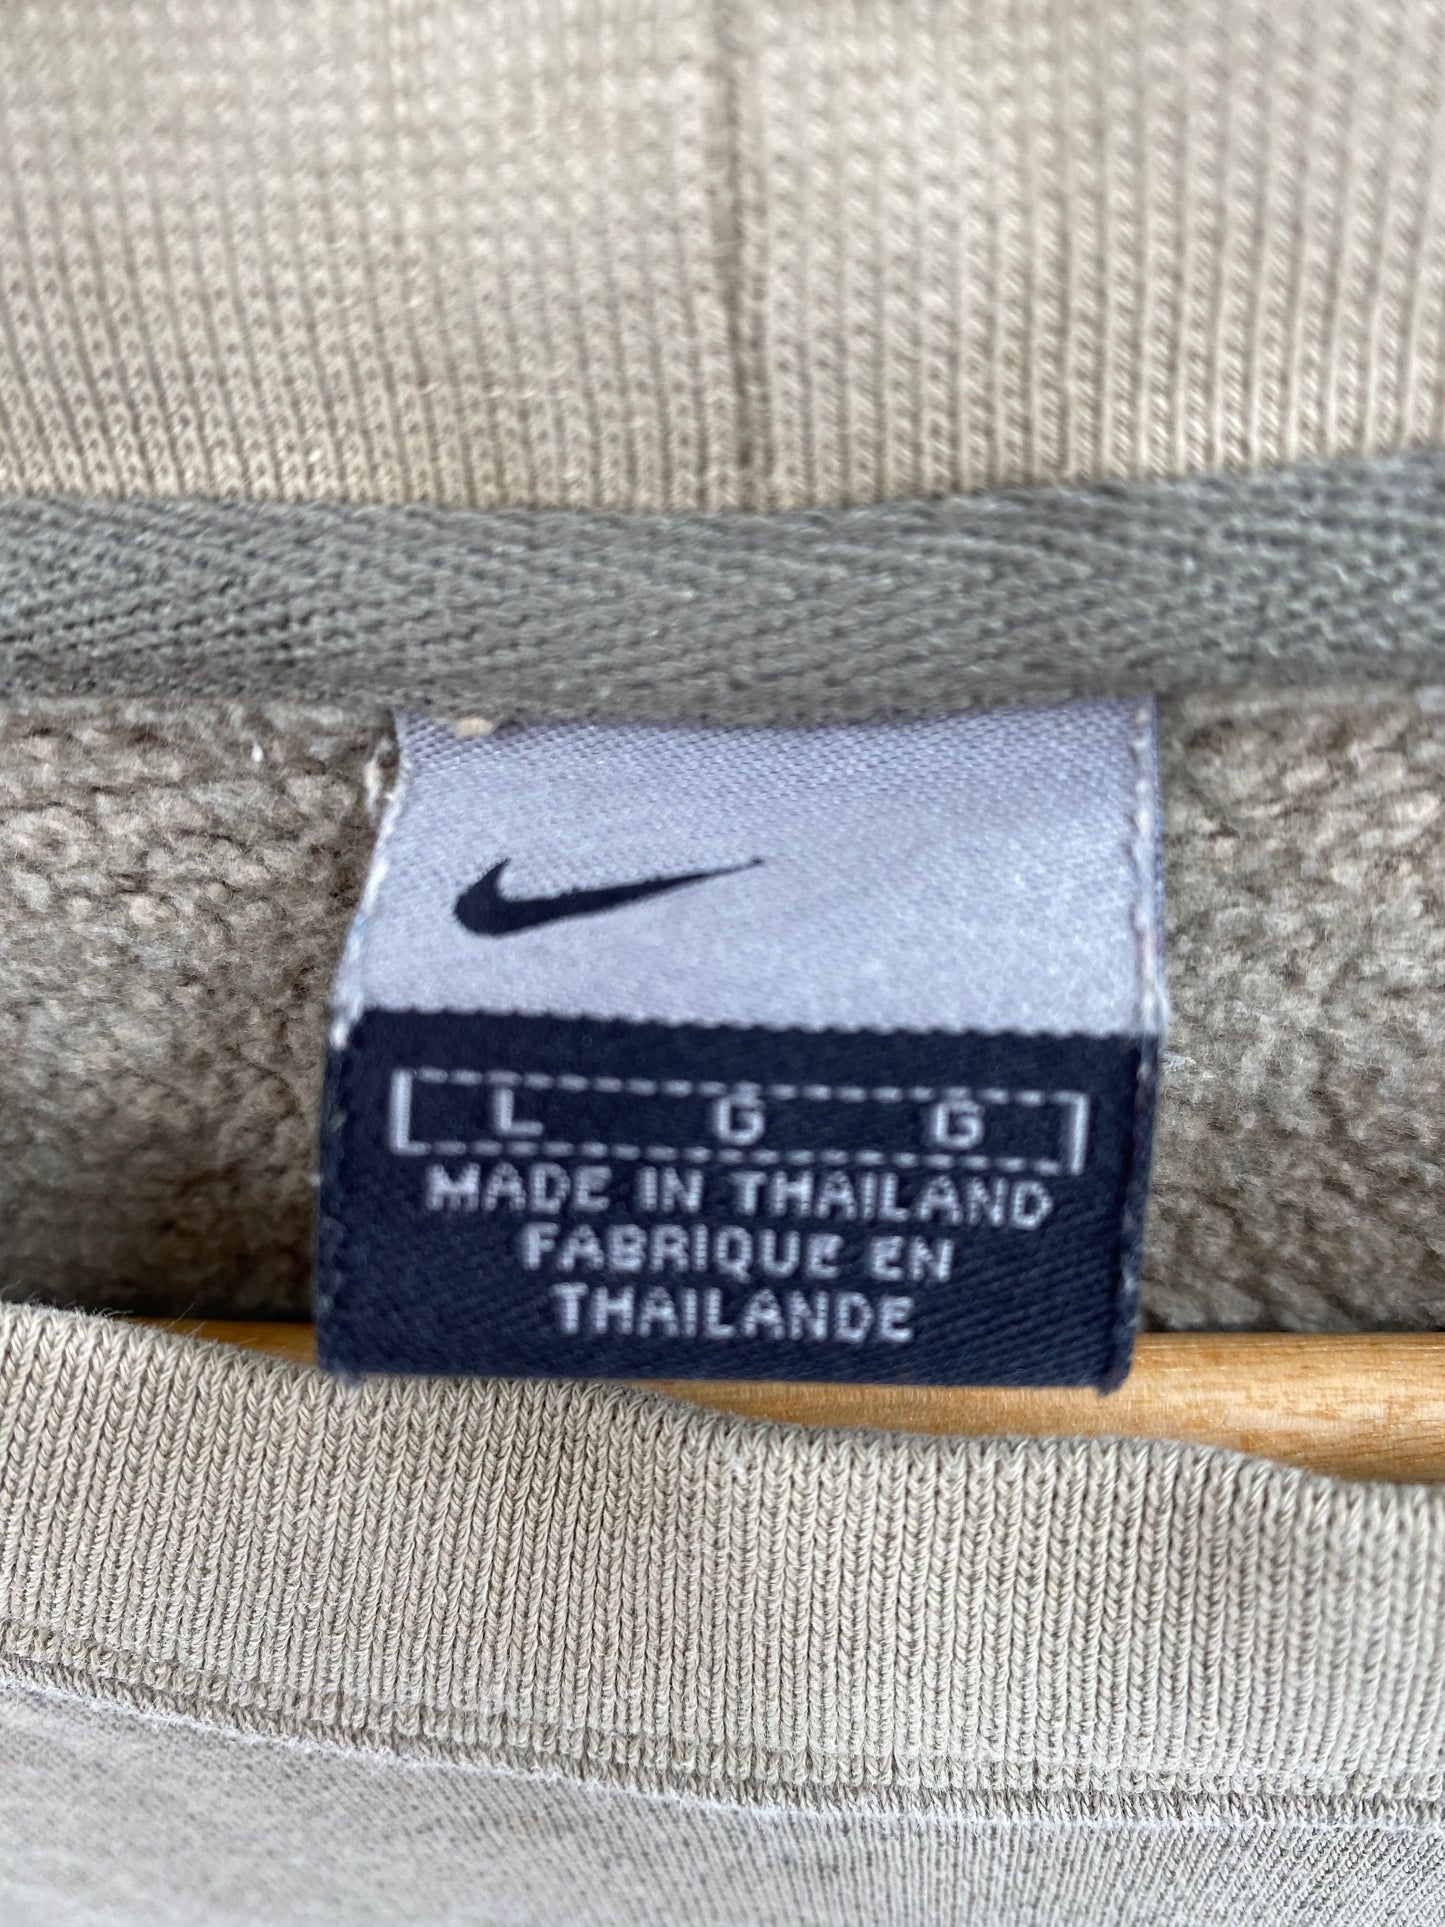 L G G
MADE IN THAILAND
FABRIQUE EN
THAILANDE